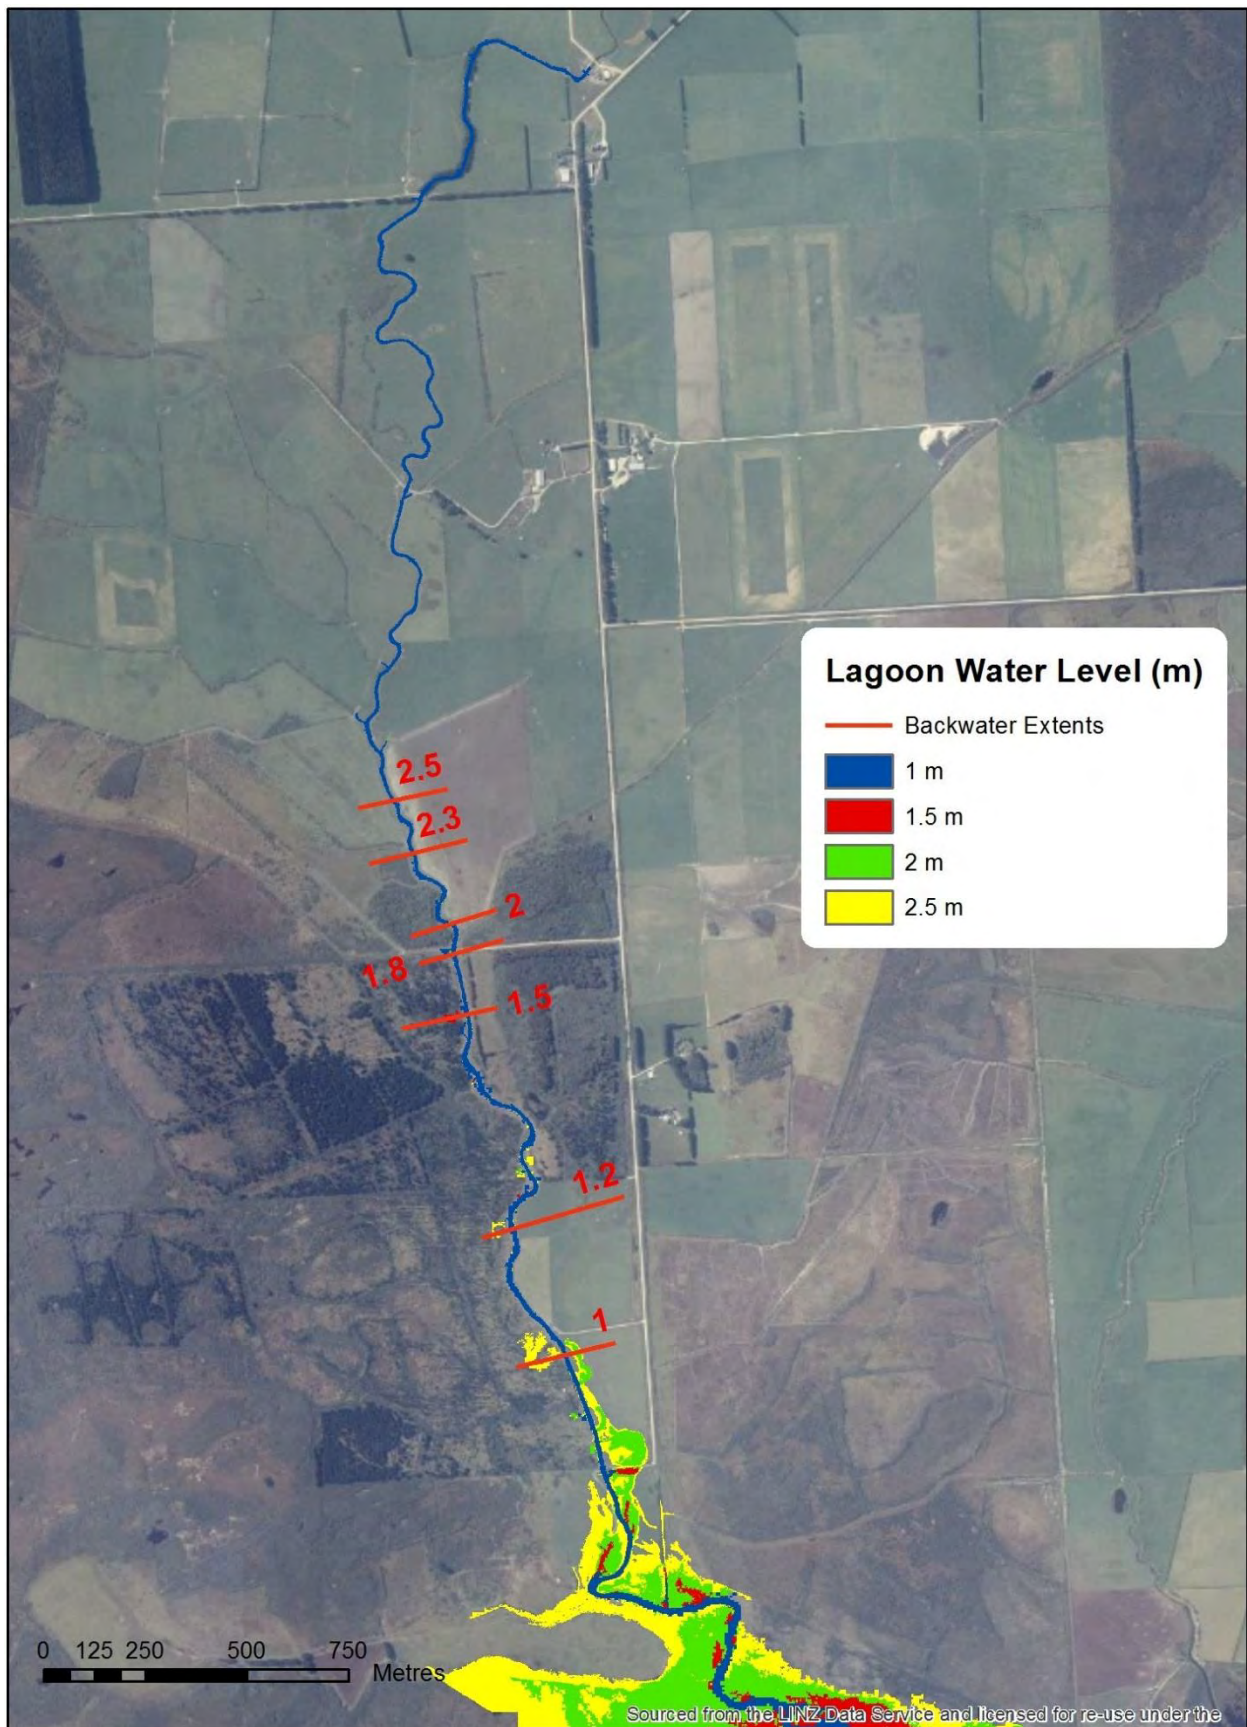 Lagoon Water Level (m)
Backwater Extents
1 m
1.5 m
2 m
2.5 m
2.5
2.3
2
1.8
1.5
1.2
1
0 125 250 500 750
Metres
Sourced from the LINZ Data Service and licensed for re-use under the